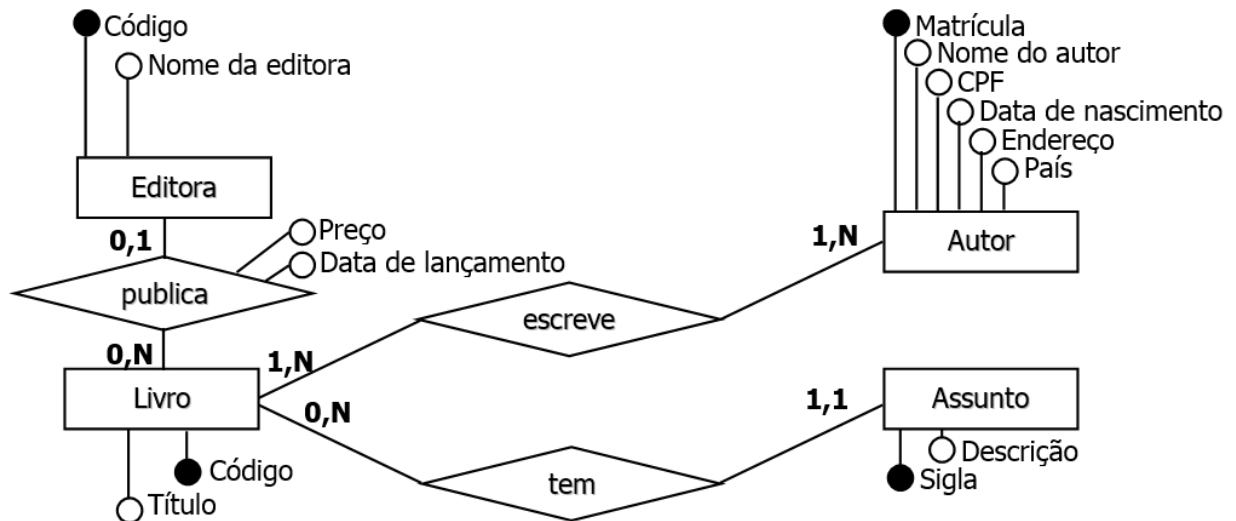 Código
Nome da editora
Editora
0,1
Preço
Data de lançamento
publica
0,N
Livro
Código
Título
1,N
escreve
1,N
Matrícula
Nome do autor
CPF
Data de nascimento
Endereço
País
Autor
0,N
tem
1,1
Assunto
Descrição
Sigla